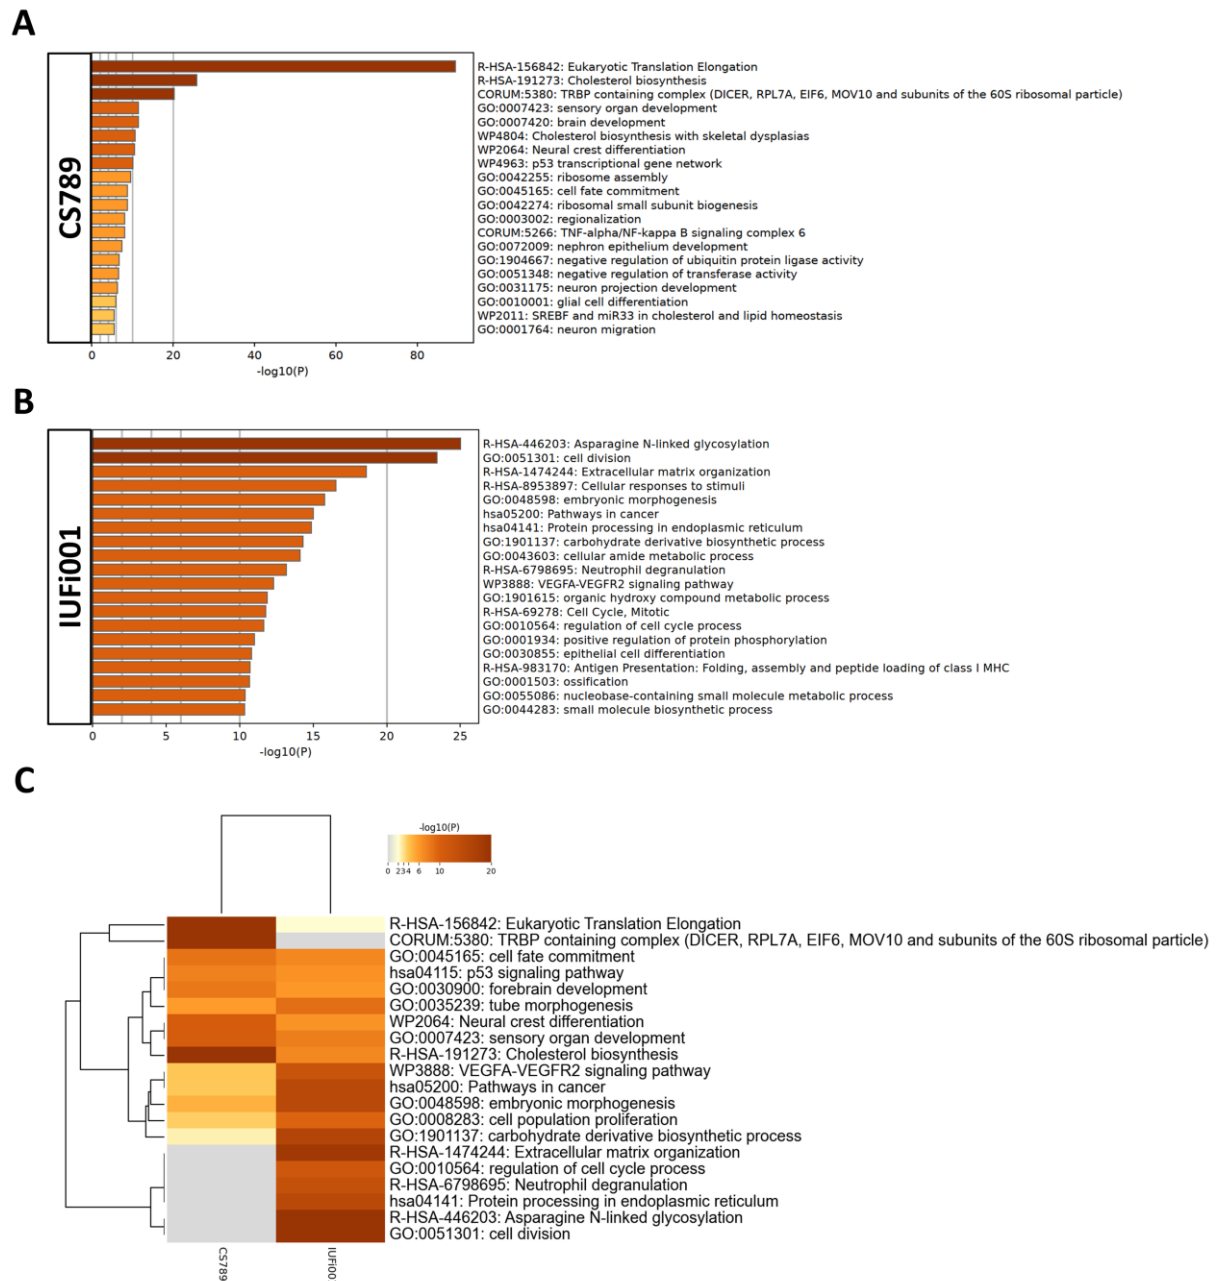 A
CS789
R-HSA-156842: Eukaryotic Translation Elongation
R-HSA-191273: Cholesterol biosynthesis
CORUM:5380: TRBP containing complex (DICER, RPL7A, EIF6, MOV10 and subunits of the 60S ribosomal particle)
GO:0007423: sensory organ development
GO:0007420: brain development
WP4804: Cholesterol biosynthesis with skeletal dysplasias
WP2064: Neural crest differentiation
WP4963: p53 transcriptional gene network
GO:0042255: ribosome assembly
GO:0045165: cell fate commitment
GO:0042274: ribosomal small subunit biogenesis
GO:0003002: regionalization
CORUM:5266: TNF-alpha/NF-kappa B signaling complex 6
GO:0072009: nephron epithelium development
GO:1904667: negative regulation of ubiquitin protein ligase activity
GO:0051348: negative regulation of transferase activity
GO:0031175: neuron projection development
GO:0010001: glial cell differentiation
WP2011: SREBF and miR33 in cholesterol and lipid homeostasis
GO:0001764: neuron migration
0 20 40 60 80
-log10(P)
B
IUFi001
R-HSA-446203: Asparagine N-linked glycosylation
GO:0051301: cell division
R-HSA-1474244: Extracellular matrix organization
R-HSA-8953897: Cellular responses to stimuli
GO:0048598: embryonic morphogenesis
hsa05200: Pathways in cancer
hsa04141: Protein processing in endoplasmic reticulum
GO:1901137: carbohydrate derivative biosynthetic process
GO:0043603: cellular amide metabolic process
R-HSA-6798695: Neutrophil degranulation
WP3888: VEGFA-VEGFR2 signaling pathway
GO:1901615: organic hydroxy compound metabolic process
R-HSA-69278: Cell Cycle, Mitotic
GO:0010564: regulation of cell cycle process
GO:0001934: positive regulation of protein phosphorylation
GO:0030855: epithelial cell differentiation
R-HSA-983170: Antigen Presentation: Folding, assembly and peptide loading of class I MHC
GO:0001503: ossification
GO:0055086: nucleobase-containing small molecule metabolic process
GO:0044283: small molecule biosynthetic process
0 5 10 15 20 25
-log10(P)
C
-log10(P)
0 2 3 4 6 10 20
R-HSA-156842: Eukaryotic Translation Elongation
CORUM:5380: TRBP containing complex (DICER, RPL7A, EIF6, MOV10 and subunits of the 60S ribosomal particle)
GO:0045165: cell fate commitment
hsa04115: p53 signaling pathway
GO:0030900: forebrain development
GO:0035239: tube morphogenesis
WP2064: Neural crest differentiation
GO:0007423: sensory organ development
R-HSA-191273: Cholesterol biosynthesis
WP3888: VEGFA-VEGFR2 signaling pathway
hsa05200: Pathways in cancer
GO:0048598: embryonic morphogenesis
GO:0008283: cell population proliferation
GO:1901137: carbohydrate derivative biosynthetic process
R-HSA-1474244: Extracellular matrix organization
GO:0010564: regulation of cell cycle process
R-HSA-6798695: Neutrophil degranulation
hsa04141: Protein processing in endoplasmic reticulum
R-HSA-446203: Asparagine N-linked glycosylation
GO:0051301: cell division
CS789
IUFi00